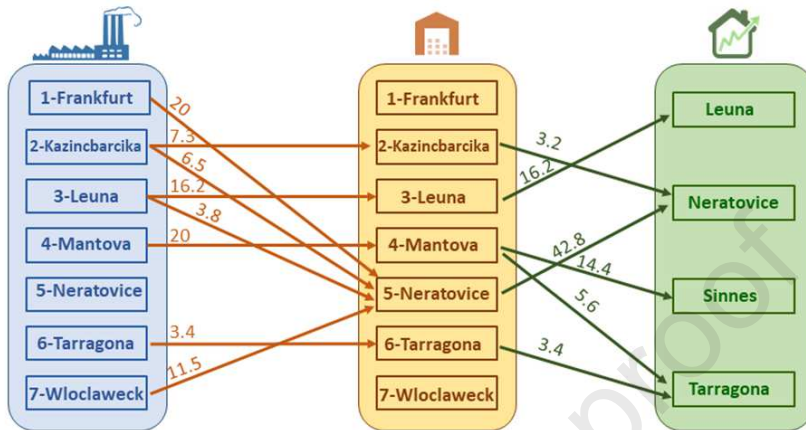 1-Frankfurt
2-Kazincbarcika
3-Leuna
4-Mantova
5-Neratovice
6-Tarragona
7-Wloclaweck
20
7.3
6.5
16.2
3.8
20
3.4
11.5
1-Frankfurt
2-Kazincbarcika
3-Leuna
4-Mantova
5-Neratovice
6-Tarragona
7-Wloclaweck
3.2
16.2
42.8
14.4
5.6
3.4
Leuna
Neratovice
Sinnes
Tarragona
proof